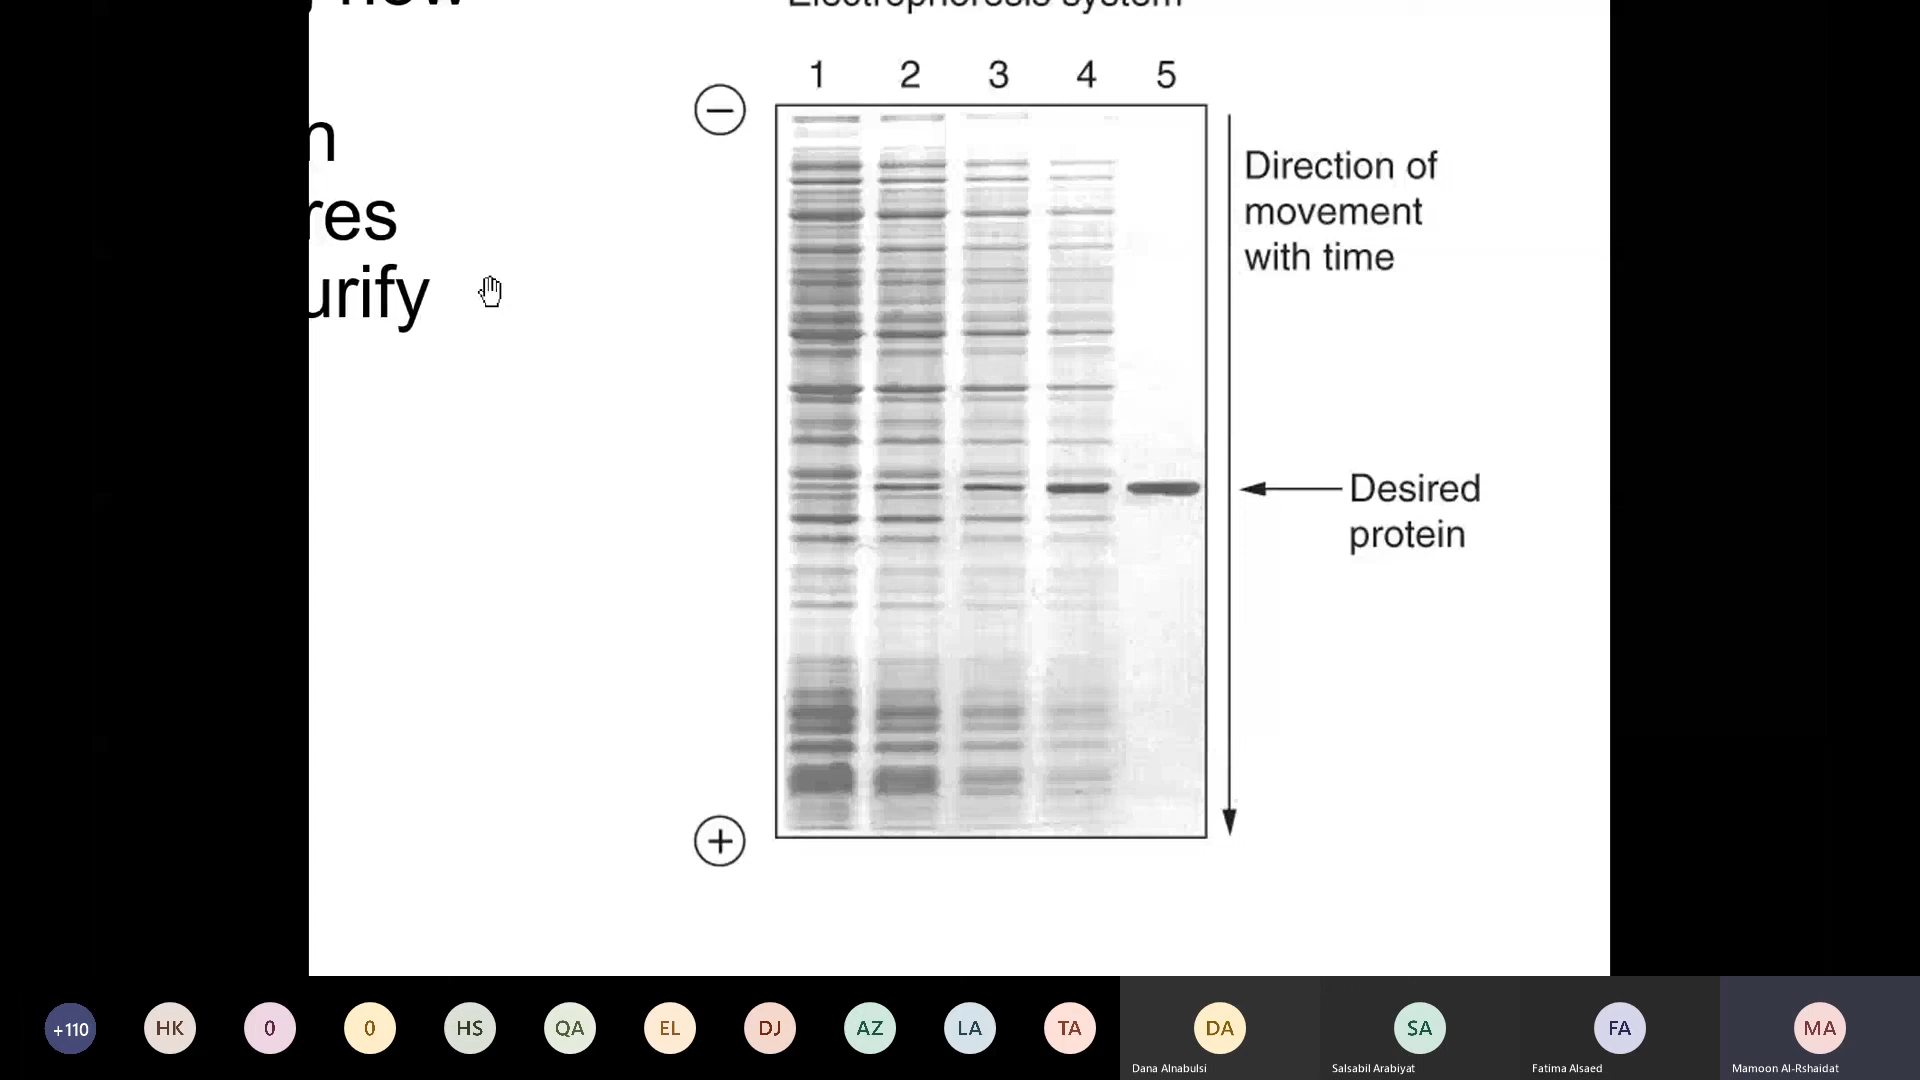 Electrophoresis system
1 2 3 4 5
−
n
res
urify
Direction of
movement
with time
Desired
protein
+
+110 HK 0 0 HS QA EL DJ AZ LA TA DA SA FA MA
Dana Alnabulsi Salsabil Arabiyat Fatima Alsaed Mamoon Al-Rshaidat